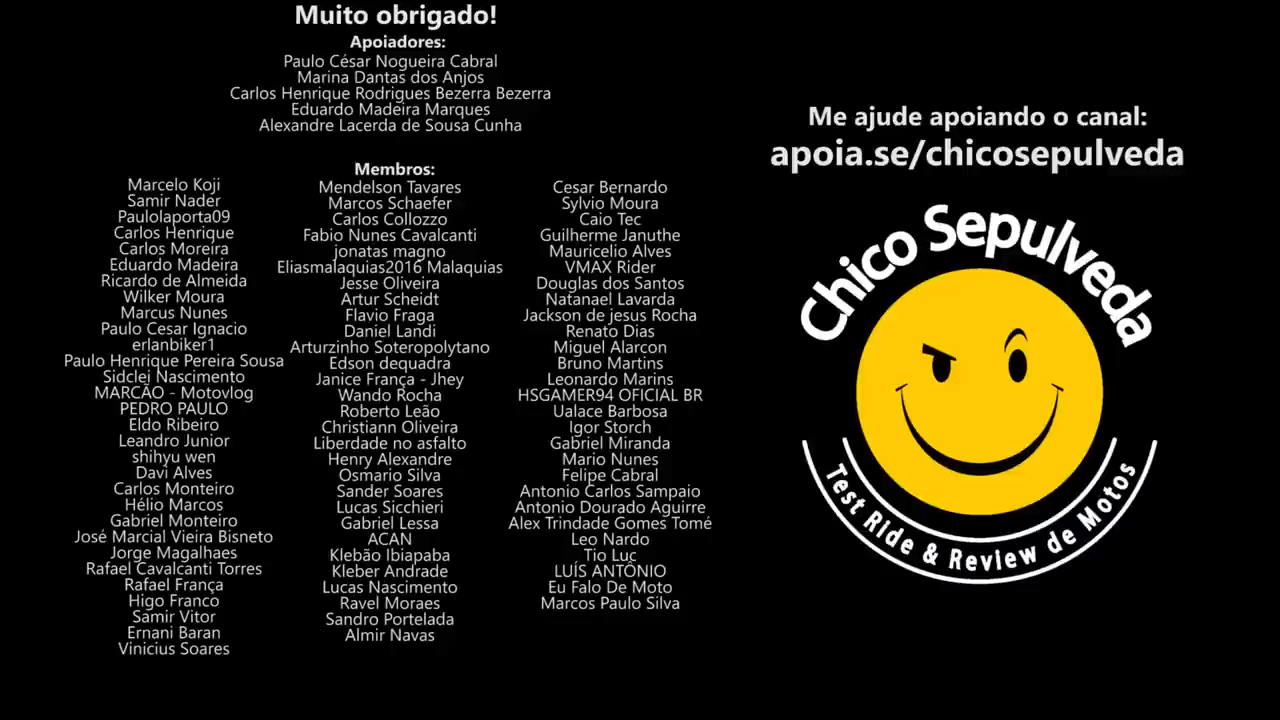 Muito obrigado!
Apoiadores:
Paulo César Nogueira Cabral
Marina Dantas dos Anjos
Carlos Henrique Rodrigues Bezerra Bezerra
Eduardo Madeira Marques
Alexandre Lacerda de Sousa Cunha
Membros:
Marcelo Koji
Samir Nader
Paulolaporta09
Carlos Henrique
Carlos Moreira
Eduardo Madeira
Ricardo de Almeida
Wilker Moura
Marcus Nunes
Paulo Cesar Ignacio
erlanbiker1
Paulo Henrique Pereira Sousa
Sidclei Nascimento
MARCÃO - Motovlog
PEDRO PAULO
Eldo Ribeiro
Leandro Junior
shihyu wen
Davi Alves
Carlos Monteiro
Hélio Marcos
Gabriel Monteiro
José Marcial Vieira Bisneto
Jorge Magalhaes
Rafael Cavalcanti Torres
Rafael França
Higo Franco
Samir Vitor
Ernani Baran
Vinicius Soares
Mendelson Tavares
Marcos Schaefer
Carlos Collozzo
Fabio Nunes Cavalcanti
jonatas magno
Eliasmalaquias2016 Malaquias
Jesse Oliveira
Artur Scheidt
Flavio Fraga
Daniel Landi
Arturzinho Soteropolytano
Edson dequadra
Janice França - Jhey
Wando Rocha
Roberto Leão
Christiann Oliveira
Liberdade no asfalto
Henry Alexandre
Osmario Silva
Sander Soares
Lucas Sicchieri
Gabriel Lessa
ACAN
Klebão Ibiapaba
Kleber Andrade
Lucas Nascimento
Ravel Moraes
Sandro Portelada
Almir Navas
Cesar Bernardo
Sylvio Moura
Caio Tec
Guilherme Januthe
Mauricelio Alves
VMAX Rider
Douglas dos Santos
Natanael Lavarda
Jackson de jesus Rocha
Renato Dias
Miguel Alarcon
Bruno Martins
Leonardo Marins
HSGAMER94 OFICIAL BR
Ualace Barbosa
Igor Storch
Gabriel Miranda
Mario Nunes
Felipe Cabral
Antonio Carlos Sampaio
Antonio Dourado Aguirre
Alex Trindade Gomes Tomé
Leo Nardo
Tio Luc
LUÍS ANTÔNIO
Eu Falo De Moto
Marcos Paulo Silva
Me ajude apoiando o canal:
apoia.se/chicosepulveda
Chico Sepulveda
Test Ride & Review de Motos